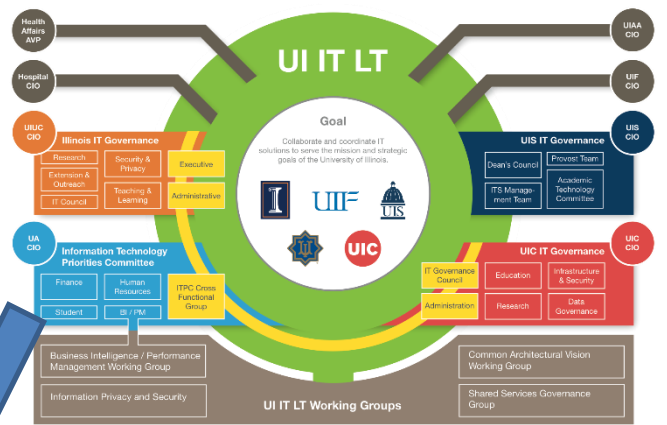 Health
Affairs
AVP
UIAA
CIO
UI IT LT
Hospital
CIO
UIF
CIO
Goal
Collaborate and coordinate IT
solutions to serve the mission and strategic
goals of the University of Illinois.
UIUC
CIO
Illinois IT Governance
Research
Extension &
Outreach
IT Council
Security &
Privacy
Teaching &
Learning
Executive
Administrative
UIS
CIO
UIS IT Governance
Dean's Council
Provost Team
ITS Manage-
ment Team
Academic
Technology
Committee
I
UIF
UIS
UIC
UA
CIO
Information Technology
Priorities Committee
Finance
Human
Resources
Student
BI / PM
ITPC Cross
Functional
Group
UIC
CIO
UIC IT Governance
IT Governance
Council
Education
Infrastructure
& Security
Administration
Research
Data
Governance
Business Intelligence / Performance
Management Working Group
Information Privacy and Security
UI IT LT Working Groups
Common Architectural Vision
Working Group
Shared Services Governance
Group